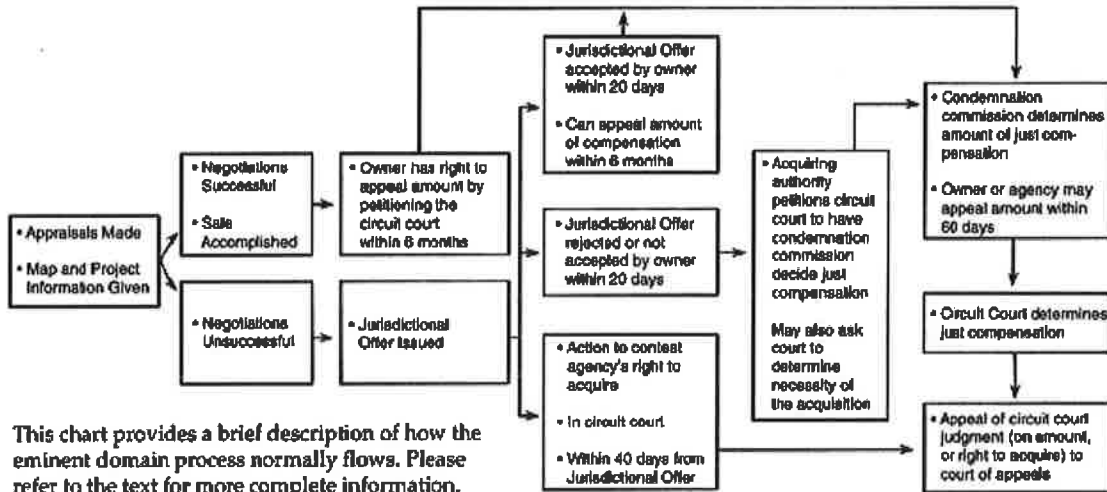 • Appraisals Made
• Map and Project
Information Given
• Negotiations
Successful
• Sale
Accomplished
• Negotiations
Unsuccessful
• Owner has right to
appeal amount by
petitioning the
circuit court
within 6 months
• Jurisdictional
Offer Issued
• Jurisdictional Offer
accepted by owner
within 20 days
• Can appeal amount
of compensation
within 6 months
• Jurisdictional Offer
rejected or not
accepted by owner
within 20 days
• Action to contest
agency's right to
acquire
• In circuit court
• Within 40 days from
Jurisdictional Offer
• Acquiring
authority
petitions circuit
court to have
condemnation
commission
decide just
compensation
May also ask
court to
determine
necessity of
the acquisition
• Condemnation
commission determines
amount of just com-
pensation
• Owner or agency may
appeal amount within
60 days
• Circuit Court determines
just compensation
• Appeal of circuit court
judgment (on amount,
or right to acquire) to
court of appeals
This chart provides a brief description of how the
eminent domain process normally flows. Please
refer to the text for more complete information.